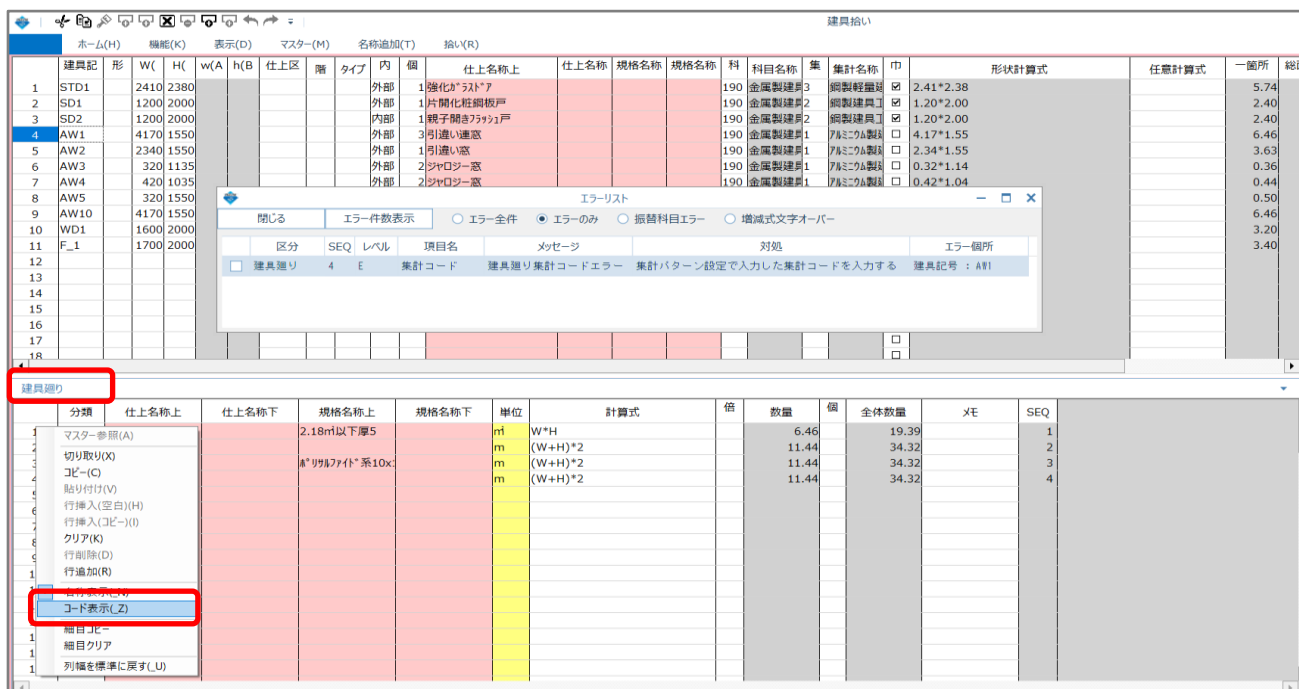 建具拾い
ホーム(H) 機能(K) 表示(D) マスター(M) 名称追加(T) 拾い(R)
建具記 形 W( H( w(A h(B 仕上区 階 タイプ 内 個 仕上名称上 仕上名称 規格名称 規格名称 科 科目名称 集 集計名称 巾 形状計算式 任意計算式 一箇所 総面
1 STD1 2410 2380 外部 1 強化ｶﾞﾗｽﾄﾞｱ 190 金属製建具 3 鋼製軽量建 2.41*2.38 5.74
2 SD1 1200 2000 外部 1 片開化粧鋼板戸 190 金属製建具 2 鋼製建具工 1.20*2.00 2.40
3 SD2 1200 2000 内部 1 親子開きﾌﾗｯｼｭ戸 190 金属製建具 2 鋼製建具工 1.20*2.00 2.40
4 AW1 4170 1550 外部 3 引違い連窓 190 金属製建具 1 ｱﾙﾐﾆｳﾑ製建 4.17*1.55 6.46
5 AW2 2340 1550 外部 1 引違い窓 190 金属製建具 1 ｱﾙﾐﾆｳﾑ製建 2.34*1.55 3.63
6 AW3 320 1135 外部 2 ジャロジー窓 190 金属製建具 1 ｱﾙﾐﾆｳﾑ製建 0.32*1.14 0.36
7 AW4 420 1035 外部 2 ジャロジー窓 190 金属製建具 1 ｱﾙﾐﾆｳﾑ製建 0.42*1.04 0.44
8 AW5 320 1550 0.50
9 AW10 4170 1550 6.46
10 WD1 1600 2000 3.20
11 F_1 1700 2000 3.40
12
13
14
15
16
17
18
エラーリスト
閉じる エラー件数表示 エラー全件 エラーのみ 振替科目エラー 増減式文字オーバー
区分 SEQ レベル 項目名 メッセージ 対処 エラー個所
建具廻り 4 E 集計コード 建具廻り集計コードエラー 集計パターン設定で入力した集計コードを入力する 建具記号 : AW1
建具廻り
分類 仕上名称上 仕上名称下 規格名称上 規格名称下 単位 計算式 倍 数量 個 全体数量 メモ SEQ
2.18㎡以下厚5 ㎡ W*H 6.46 19.39 1
m (W+H)*2 11.44 34.32 2
ﾎﾟﾘｻﾙﾌｧｲﾄﾞ系10x: m (W+H)*2 11.44 34.32 3
m (W+H)*2 11.44 34.32 4
マスター参照(A)
切り取り(X)
コピー(C)
貼り付け(V)
行挿入(空白)(H)
行挿入(コピー)(I)
クリア(K)
行削除(D)
行追加(R)
名称表示(_N)
コード表示(_Z)
細目コピー
細目クリア
列幅を標準に戻す(_U)